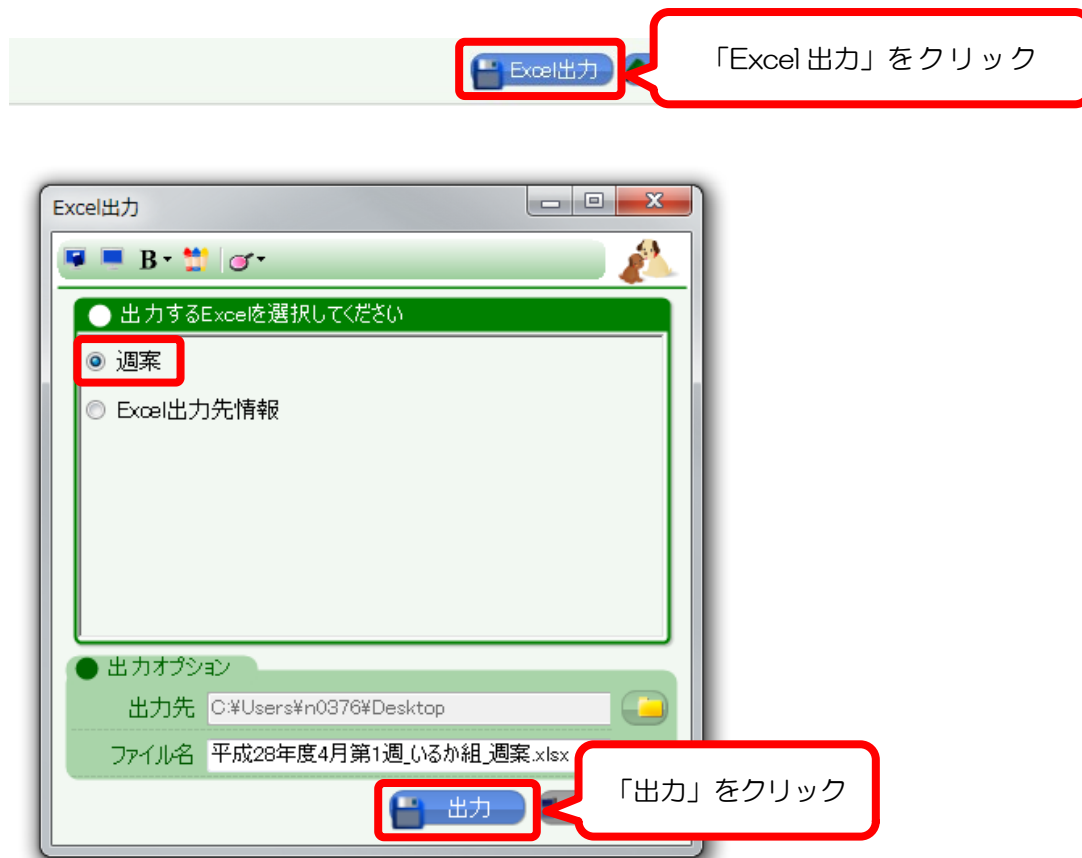 Excel出力
「Excel出力」をクリック
Excel出力
B
出力するExcelを選択してください
週案
Excel出力先情報
出力オプション
出力先 C:¥Users¥n0376¥Desktop
ファイル名 平成28年度4月第1週_いるか組_週案.xlsx
出力
「出力」をクリック